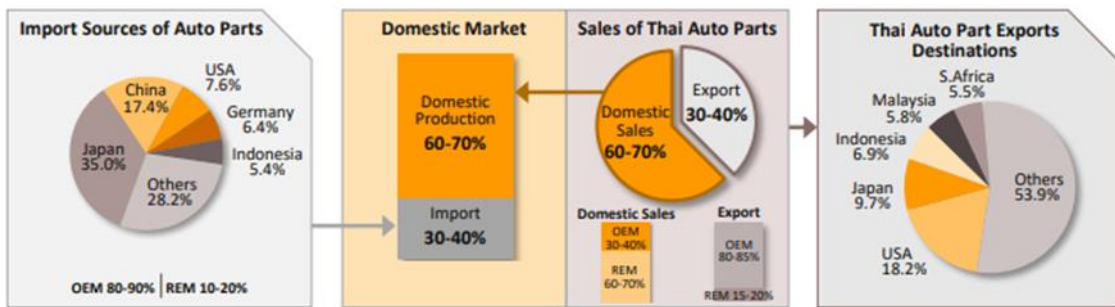 Import Sources of Auto Parts
China
17.4%
USA
7.6%
Germany
6.4%
Indonesia
5.4%
Japan
35.0%
Others
28.2%
OEM 80-90% | REM 10-20%
Domestic Market
Domestic
Production
60-70%
Import
30-40%
Sales of Thai Auto Parts
Export
30-40%
Domestic
Sales
60-70%
Domestic Sales
OEM
30-40%
REM
60-70%
Export
OEM
80-85%
REM 15-20%
Thai Auto Part Exports
Destinations
S.Africa
5.5%
Malaysia
5.8%
Indonesia
6.9%
Japan
9.7%
USA
18.2%
Others
53.9%